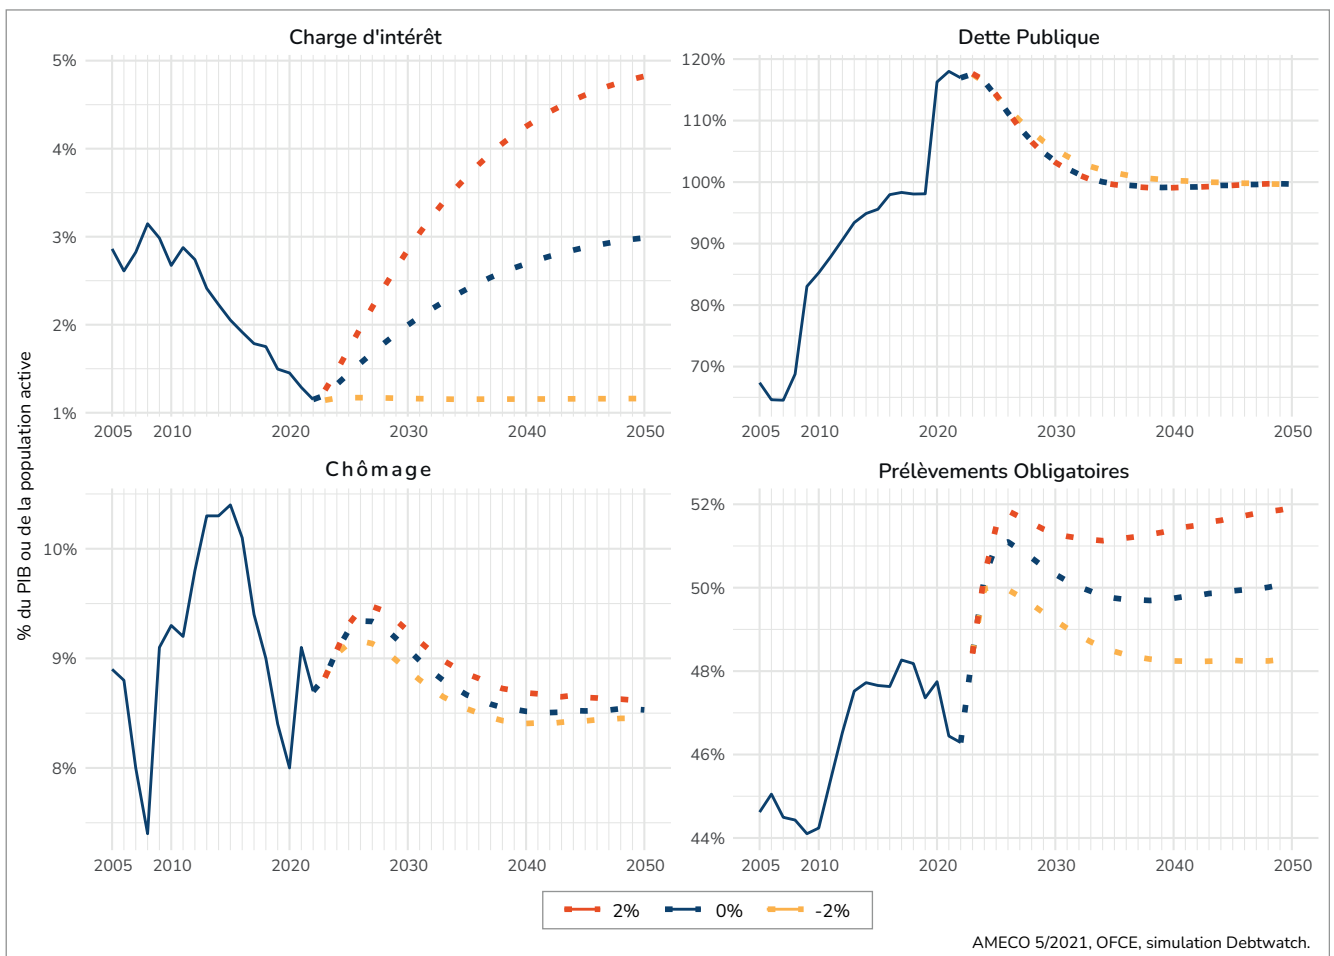 Charge d'intérêt
5%
4%
3%
2%
1%
2005 2010 2020 2030 2040 2050
Dette Publique
120%
110%
100%
90%
80%
70%
2005 2010 2020 2030 2040 2050
% du PIB ou de la population active
Chômage
10%
9%
8%
2005 2010 2020 2030 2040 2050
Prélèvements Obligatoires
52%
50%
48%
46%
44%
2005 2010 2020 2030 2040 2050
2% 0% -2%
AMECO 5/2021, OFCE, simulation Debtwatch.